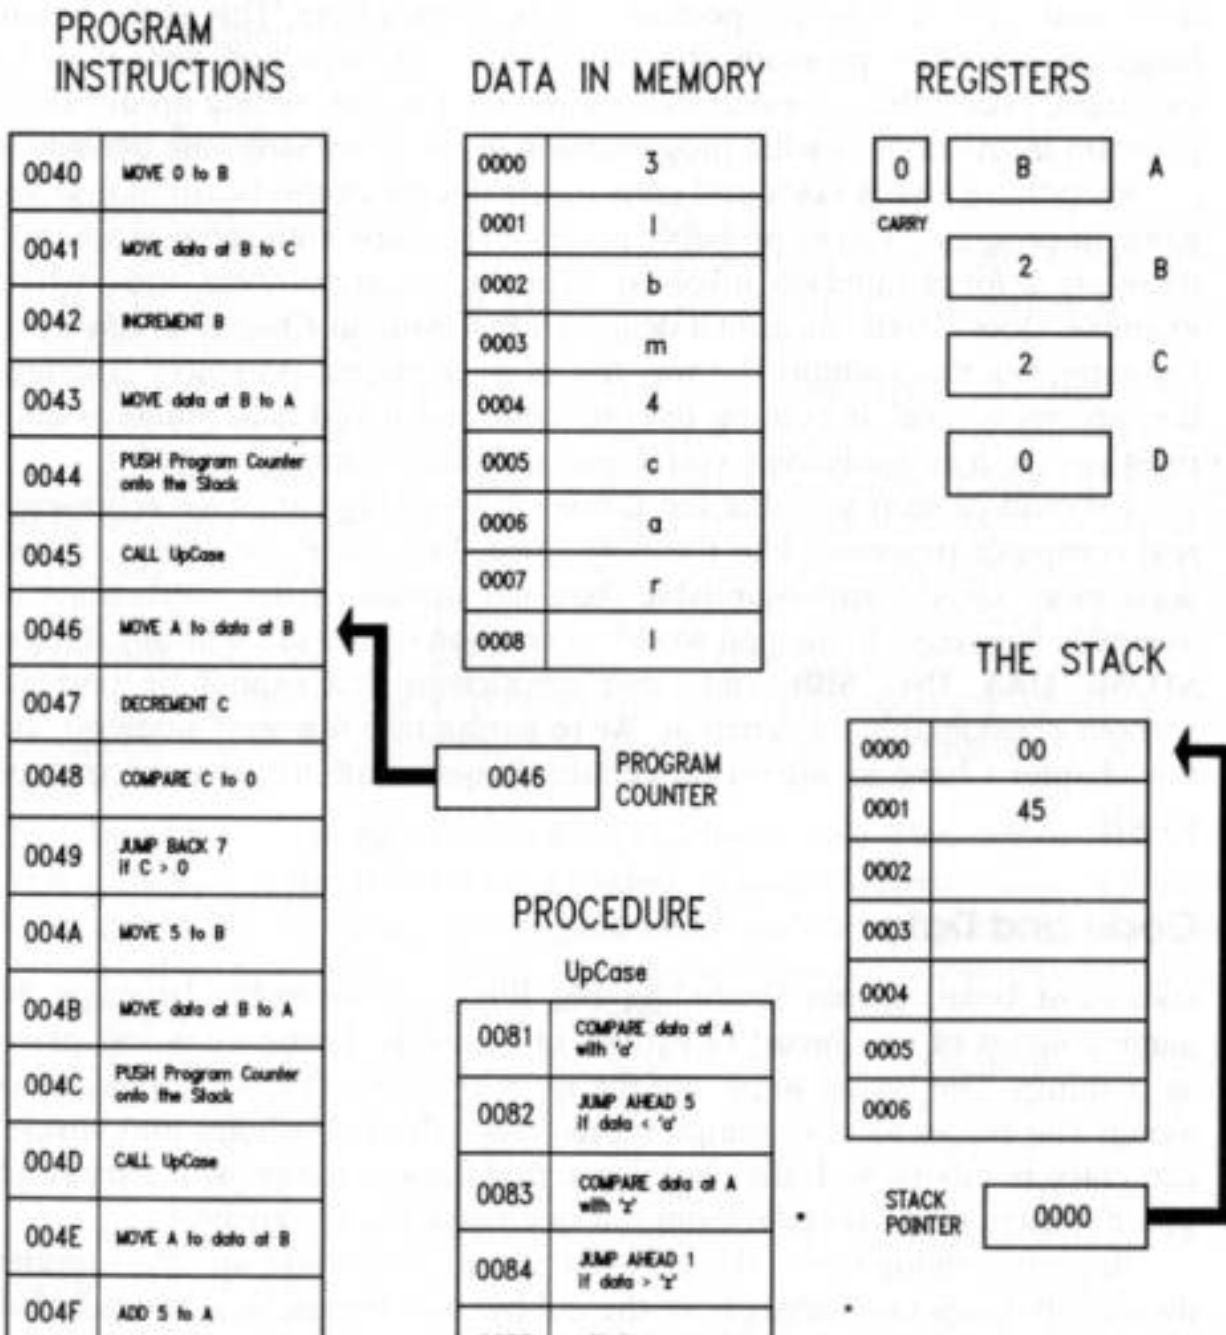 PROGRAM
INSTRUCTIONS
0040 MOVE 0 to B
0041 MOVE data at B to C
0042 INCREMENT B
0043 MOVE data at B to A
0044 PUSH Program Counter
onto the Stack
0045 CALL UpCase
0046 MOVE A to data at B
0047 DECREMENT C
0048 COMPARE C to 0
0049 JUMP BACK 7
if C > 0
004A MOVE 5 to B
004B MOVE data at B to A
004C PUSH Program Counter
onto the Stack
004D CALL UpCase
004E MOVE A to data at B
004F ADD 5 to A
DATA IN MEMORY
0000 3
0001 l
0002 b
0003 m
0004 4
0005 c
0006 a
0007 r
0008 l
0046
PROGRAM
COUNTER
PROCEDURE
UpCase
0081 COMPARE data at A
with 'a'
0082 JUMP AHEAD 5
if data < 'a'
0083 COMPARE data at A
with 'z'
0084 JUMP AHEAD 1
if data > 'z'
REGISTERS
0 B A
CARRY
2 B
2 C
0 D
THE STACK
0000 00
0001 45
0002
0003
0004
0005
0006
STACK
POINTER
0000